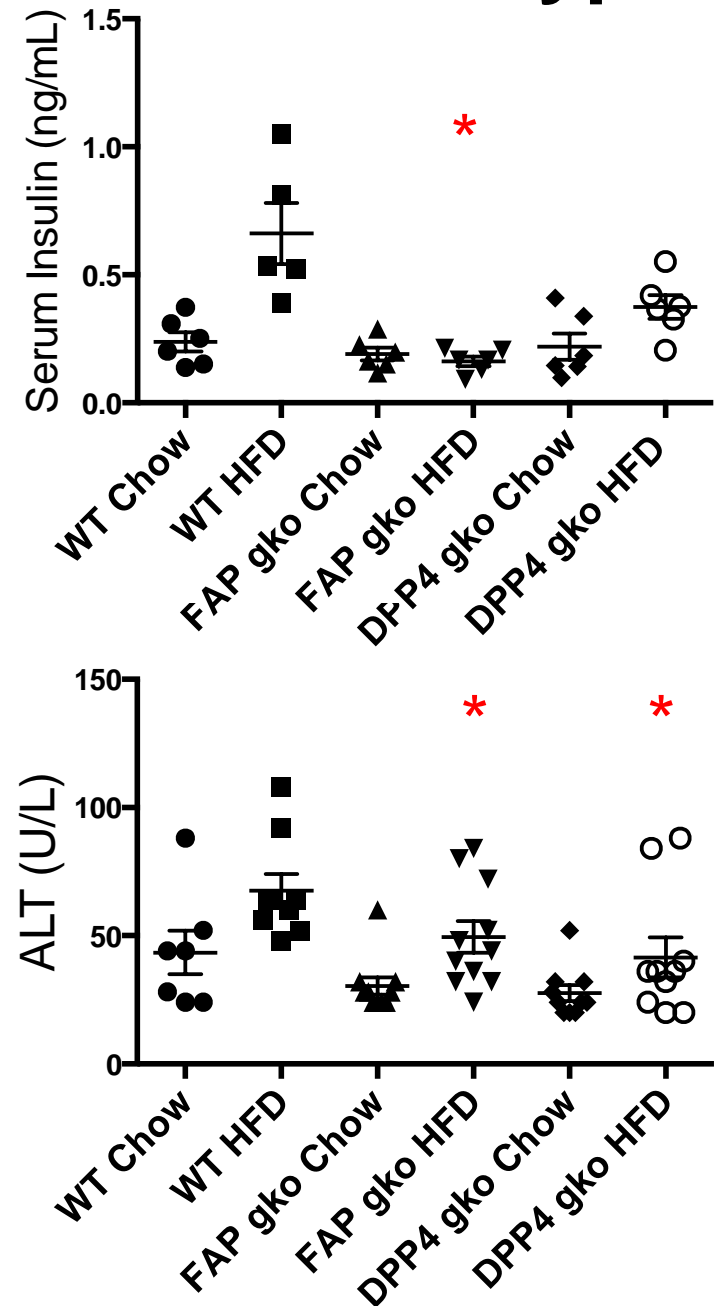 Serum Insulin (ng/mL)
1.5
1.0
0.5
0.0
*
WT Chow
WT HFD
FAP gko Chow
FAP gko HFD
DPP4 gko Chow
DPP4 gko HFD
ALT (U/L)
150
100
50
0
* *
WT Chow
WT HFD
FAP gko Chow
FAP gko HFD
DPP4 gko Chow
DPP4 gko HFD